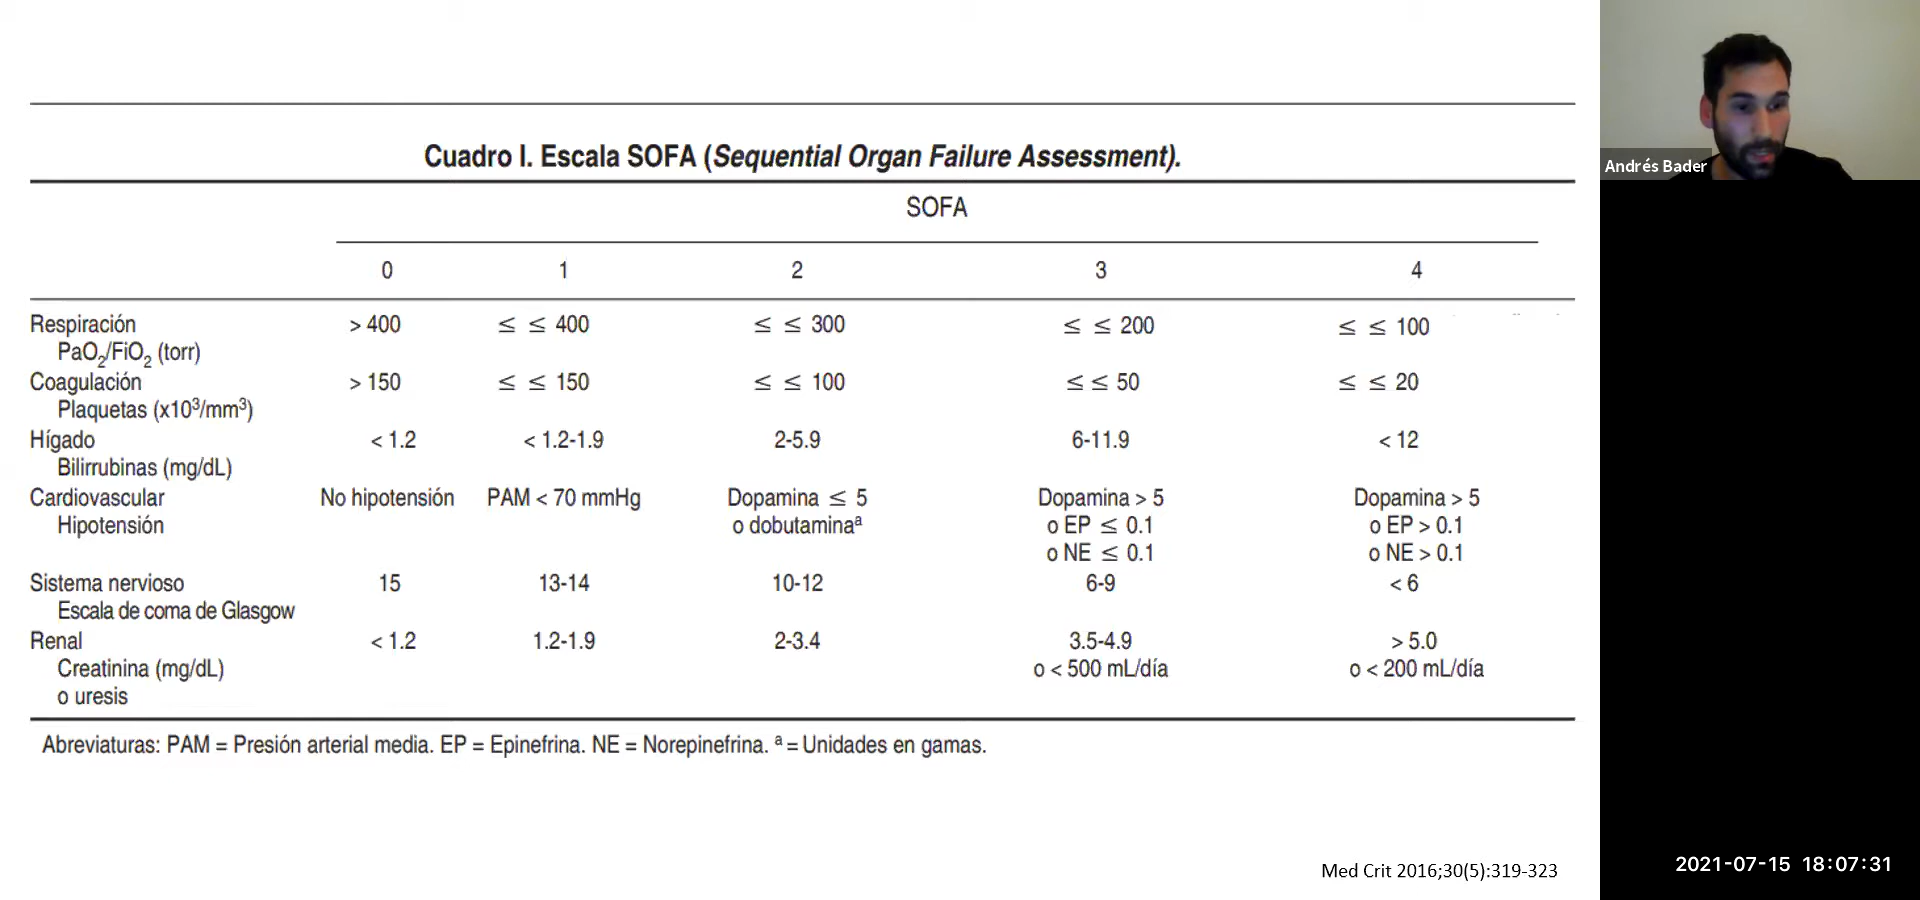 Cuadro I. Escala SOFA (Sequential Organ Failure Assessment).
SOFA
0 1 2 3 4
Respiración > 400 ≤ ≤ 400 ≤ ≤ 300 ≤ ≤ 200 ≤ ≤ 100
PaO2/FiO2 (torr)
Coagulación > 150 ≤ ≤ 150 ≤ ≤ 100 ≤ ≤ 50 ≤ ≤ 20
Plaquetas (x10³/mm³)
Hígado < 1.2 < 1.2-1.9 2-5.9 6-11.9 < 12
Bilirrubinas (mg/dL)
Cardiovascular No hipotensión PAM < 70 mmHg Dopamina ≤ 5 Dopamina > 5 Dopamina > 5
Hipotensión o dobutaminaª o EP ≤ 0.1 o EP > 0.1
o NE ≤ 0.1 o NE > 0.1
Sistema nervioso 15 13-14 10-12 6-9 < 6
Escala de coma de Glasgow
Renal < 1.2 1.2-1.9 2-3.4 3.5-4.9 > 5.0
Creatinina (mg/dL) o < 500 mL/día o < 200 mL/día
o uresis
Abreviaturas: PAM = Presión arterial media. EP = Epinefrina. NE = Norepinefrina. ª = Unidades en gamas.
Med Crit 2016;30(5):319-323
Andrés Bader
2021-07-15 18:07:31